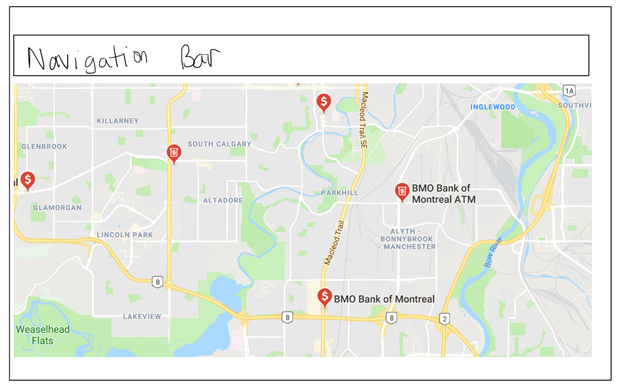 Navigation Bar
1A
INGLEWOOD
SOUTHVI
KILLARNEY
Macleod Trail SE
GLENBROOK
SOUTH CALGARY
l
PARKHILL
BMO Bank of
Montreal ATM
GLAMORGAN
ALTADORE
LINCOLN PARK
ALYTH
BONNYBROOK
- MANCHESTER
Macleod Trail
Bow River
8
BMO Bank of Montreal
LAKEVIEW
8
8
2
Weaselhead
Flats